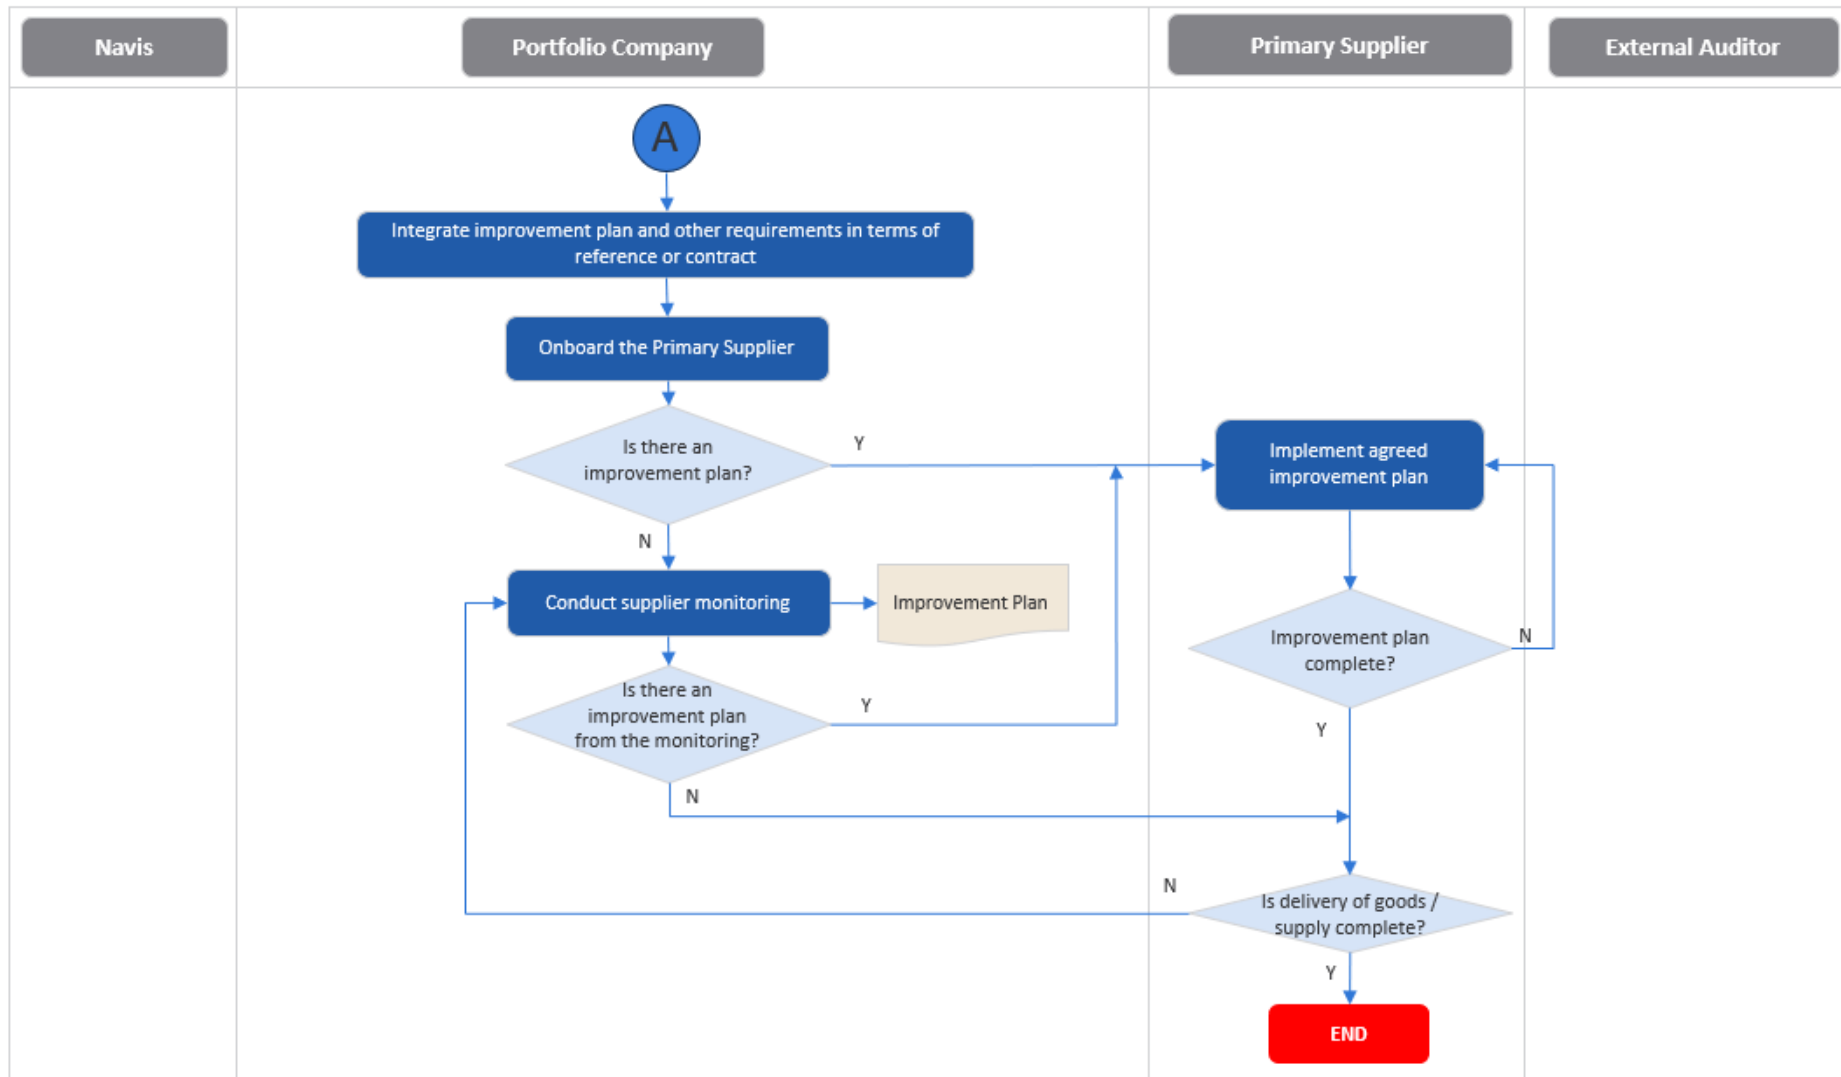 Navis
Portfolio Company
Primary Supplier
External Auditor
A
Integrate improvement plan and other requirements in terms of
reference or contract
Onboard the Primary Supplier
Is there an
improvement plan?
Y
Implement agreed
improvement plan
N
Conduct supplier monitoring
Improvement Plan
Improvement plan
complete?
N
Is there an
improvement plan
from the monitoring?
Y
Y
N
N
Is delivery of goods /
supply complete?
Y
END